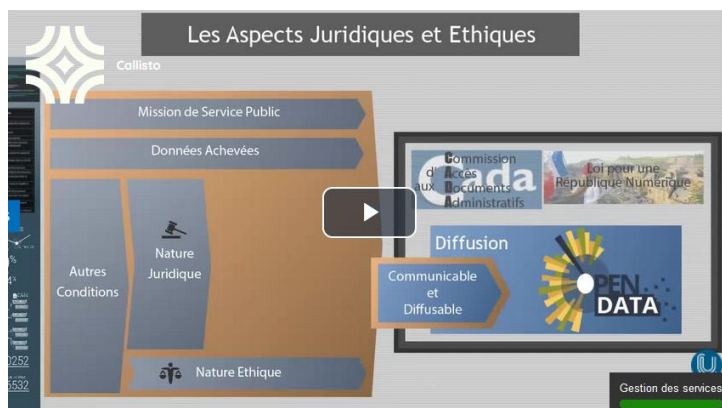 Les Aspects Juridiques et Ethiques
Callisto
Mission de Service Public
Données Achevées
Autres
Conditions
Nature
Juridique
Nature Ethique
Commission
d'Accès
aux Documents
Administratifs
Cada
Loi pour une
République Numérique
Diffusion
Communicable
et
Diffusable
OPEN
DATA
0252
5532
Gestion des services